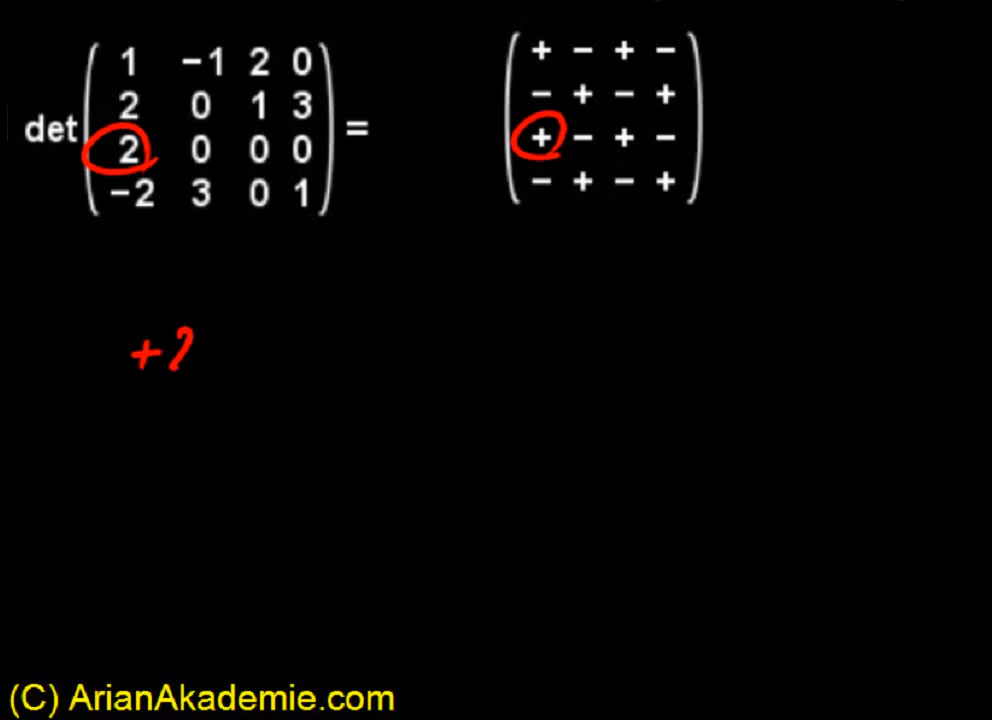 1 −1 2 0
2 0 1 3
det 2 0 0 0 =
−2 3 0 1
+ − + −
− + − +
+ − + −
− + − +
+2
(C) ArianAkademie.com